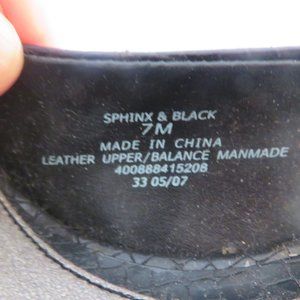 SPHINX & BLACK
7M
MADE IN CHINA
LEATHER UPPER/BALANCE MANMADE
400888415208
33 05/07